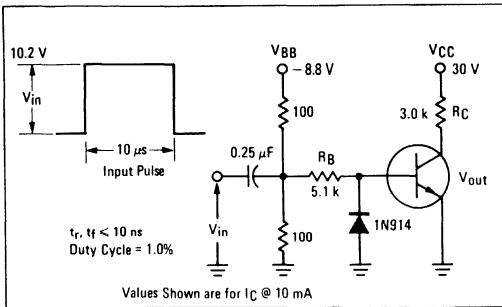 10.2 V
Vin
10 μs
Input Pulse
tr, tf < 10 ns
Duty Cycle = 1.0%
VBB
−8.8 V
100
0.25 μF
RB
5.1 k
Vin
100
1N914
VCC
30 V
3.0 k
RC
Vout
Values Shown are for IC @ 10 mA